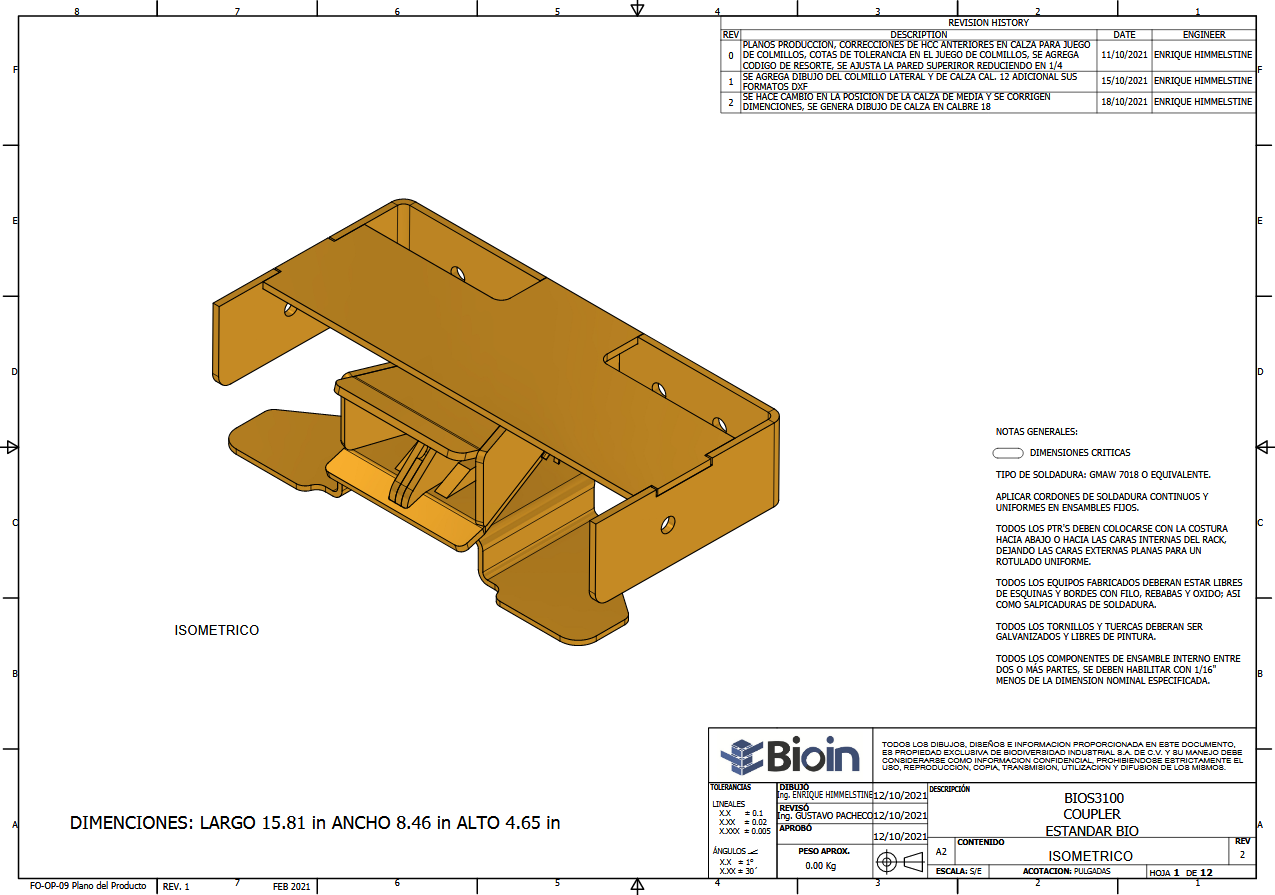 8 7 6 5 4 3 2 1
REVISION HISTORY
REV DESCRIPTION DATE ENGINEER
0 PLANOS PRODUCCION, CORRECCIONES DE HCC ANTERIORES EN CALZA PARA JUEGO
DE COLMILLOS, COTAS DE TOLERANCIA EN EL JUEGO DE COLMILLOS, SE AGREGA
CODIGO DE RESORTE, SE AJUSTA LA PARED SUPERIROR REDUCIENDO EN 1/4
11/10/2021 ENRIQUE HIMMELSTINE
1 SE AGREGA DIBUJO DEL COLMILLO LATERAL Y DE CALZA CAL. 12 ADICIONAL SUS
FORMATOS DXF
15/10/2021 ENRIQUE HIMMELSTINE
2 SE HACE CAMBIO EN LA POSICION DE LA CALZA DE MEDIA Y SE CORRIGEN
DIMENCIONES, SE GENERA DIBUJO DE CALZA EN CALBRE 18
18/10/2021 ENRIQUE HIMMELSTINE
F F
E E
D D
C C
B B
A A
NOTAS GENERALES:
DIMENSIONES CRITICAS
TIPO DE SOLDADURA: GMAW 7018 O EQUIVALENTE.
APLICAR CORDONES DE SOLDADURA CONTINUOS Y
UNIFORMES EN ENSAMBLES FIJOS.
TODOS LOS PTR'S DEBEN COLOCARSE CON LA COSTURA
HACIA ABAJO O HACIA LAS CARAS INTERNAS DEL RACK,
DEJANDO LAS CARAS EXTERNAS PLANAS PARA UN
ROTULADO UNIFORME.
TODOS LOS EQUIPOS FABRICADOS DEBERAN ESTAR LIBRES
DE ESQUINAS Y BORDES CON FILO, REBABAS Y OXIDO; ASI
COMO SALPICADURAS DE SOLDADURA.
TODOS LOS TORNILLOS Y TUERCAS DEBERAN SER
GALVANIZADOS Y LIBRES DE PINTURA.
TODOS LOS COMPONENTES DE ENSAMBLE INTERNO ENTRE
DOS O MÁS PARTES, SE DEBEN HABILITAR CON 1/16"
MENOS DE LA DIMENSION NOMINAL ESPECIFICADA.
ISOMETRICO
DIMENCIONES: LARGO 15.81 in ANCHO 8.46 in ALTO 4.65 in
Bioin
TODOS LOS DIBUJOS, DISEÑOS E INFORMACION PROPORCIONADA EN ESTE DOCUMENTO,
ES PROPIEDAD EXCLUSIVA DE BIODIVERSIDAD INDUSTRIAL S.A. DE C.V. Y SU MANEJO DEBE
CONSIDERARSE COMO INFORMACION CONFIDENCIAL, PROHIBIENDOSE ESTRICTAMENTE EL
USO, REPRODUCCION, COPIA, TRANSMISION, UTILIZACION Y DIFUSION DE LOS MISMOS.
TOLERANCIAS
LINEALES
X.X ± 0.1
X.XX ± 0.02
X.XXX ± 0.005
ÁNGULOS
X.X ± 1°
X.XX ± 30´
DIBUJÓ
Ing. ENRIQUE HIMMELSTINE 12/10/2021
REVISÓ
Ing. GUSTAVO PACHECO 12/10/2021
APROBÓ
12/10/2021
PESO APROX.
0.00 Kg
DESCRIPCIÓN
BIOS3100
COUPLER
ESTANDAR BIO
A2
CONTENIDO
ISOMETRICO
REV
2
ESCALA: S/E
ACOTACION: PULGADAS
HOJA 1 DE 12
FO-OP-09 Plano del Producto REV. 1 FEB 2021
7 6 5 4 3 2 1